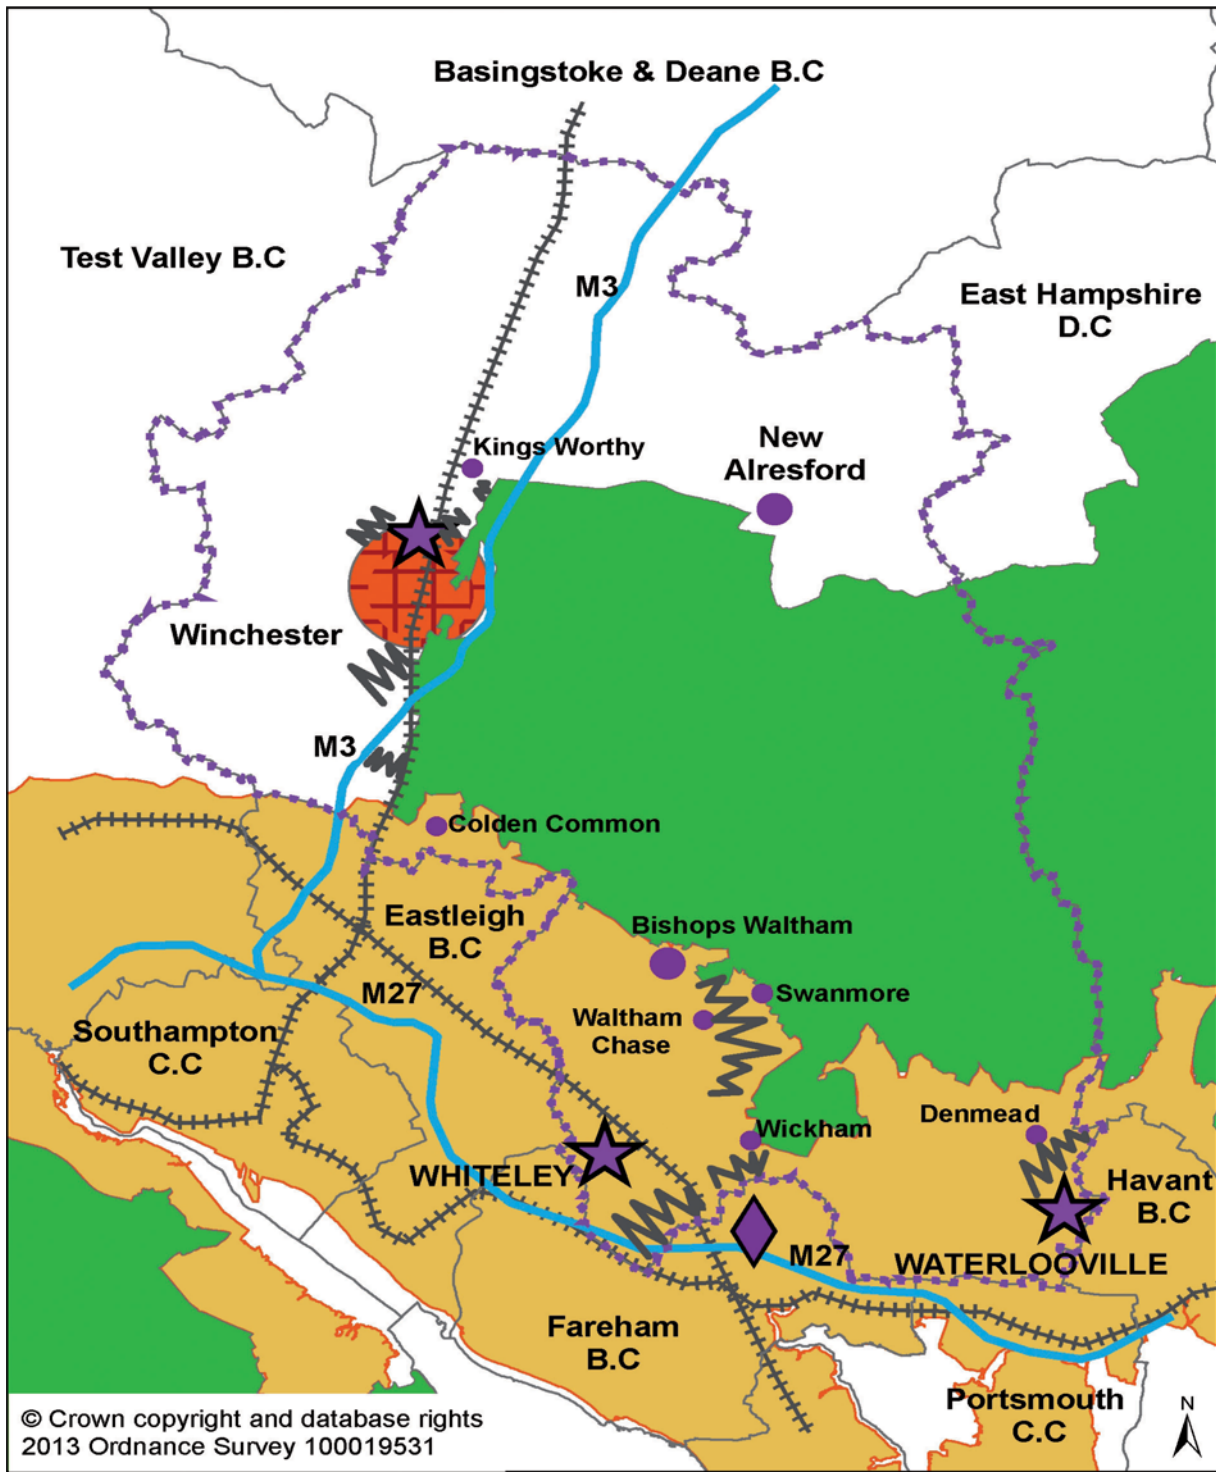 Basingstoke & Deane B.C
Test Valley B.C
M3
East Hampshire
D.C
Kings Worthy
New
Alresford
Winchester
M3
Colden Common
Eastleigh
B.C
Bishops Waltham
M27
Swanmore
Southampton
C.C
Waltham
Chase
Denmead
Wickham
WHITELEY
Havant
B.C
M27
WATERLOOVILLE
Fareham
B.C
Portsmouth
C.C
N
© Crown copyright and database rights
2013 Ordnance Survey 100019531